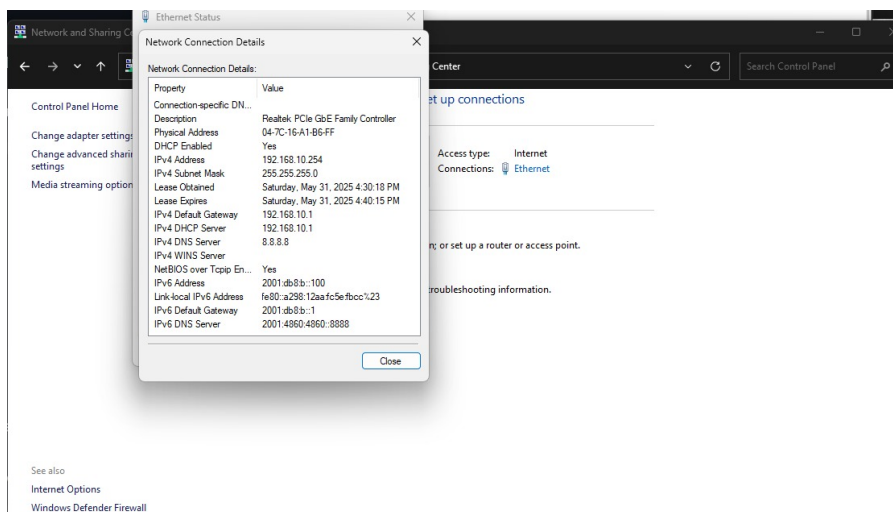 Ethernet Status
Network and Sharing Ce
Network Connection Details
Center
Search Control Panel
Network Connection Details:
Property Value
Connection-specific DN...
Description Realtek PCIe GbE Family Controller
Physical Address 04-7C-16-A1-B6-FF
DHCP Enabled Yes
IPv4 Address 192.168.10.254
IPv4 Subnet Mask 255.255.255.0
Lease Obtained Saturday, May 31, 2025 4:30:18 PM
Lease Expires Saturday, May 31, 2025 4:40:15 PM
IPv4 Default Gateway 192.168.10.1
IPv4 DHCP Server 192.168.10.1
IPv4 DNS Server 8.8.8.8
IPv4 WINS Server
NetBIOS over Tcpip En... Yes
IPv6 Address 2001:db8:b::100
Link-local IPv6 Address fe80::a298:12aa:fc5e:fbcc%23
IPv6 Default Gateway 2001:db8:b::1
IPv6 DNS Server 2001:4860:4860::8888
Close
Control Panel Home
Change adapter settings
Change advanced sharin
settings
Media streaming option
et up connections
Access type: Internet
Connections: Ethernet
n; or set up a router or access point.
troubleshooting information.
See also
Internet Options
Windows Defender Firewall